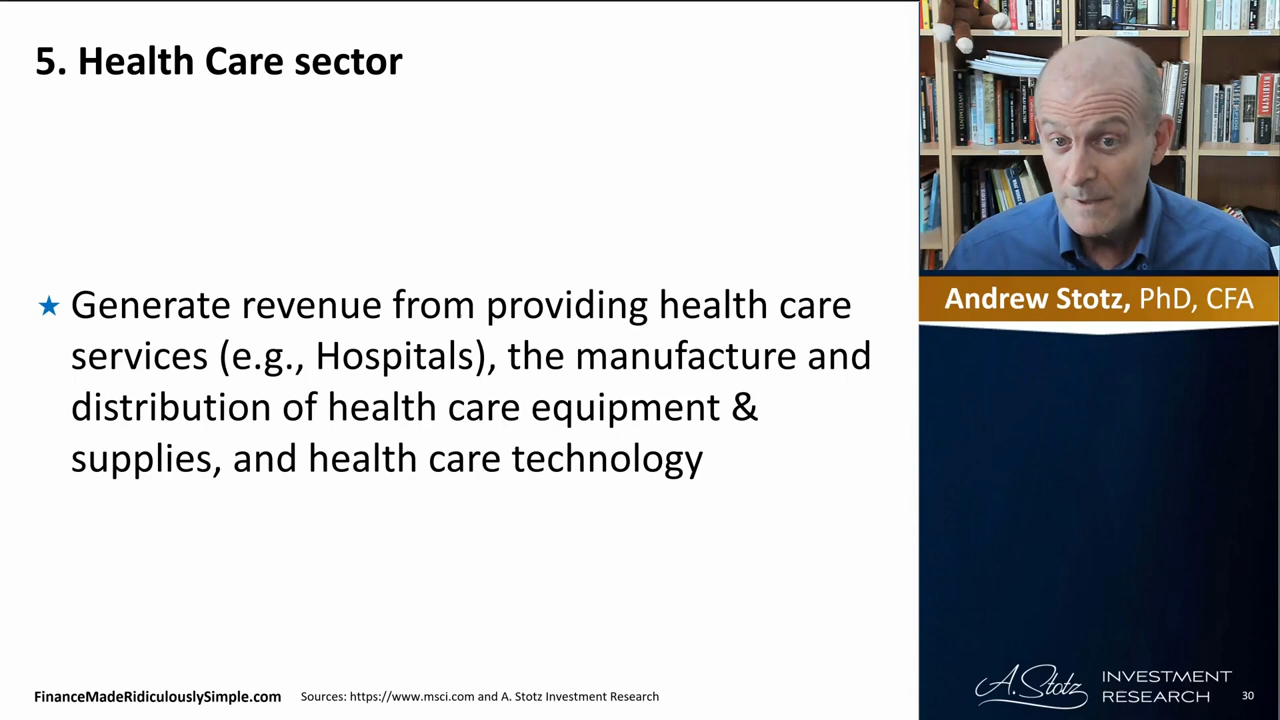 5. Health Care sector
★ Generate revenue from providing health care
services (e.g., Hospitals), the manufacture and
distribution of health care equipment &
supplies, and health care technology
Andrew Stotz, PhD, CFA
FinanceMadeRidiculouslySimple.com
Sources: https://www.msci.com and A. Stotz Investment Research
A. Stotz
INVESTMENT
RESEARCH
30